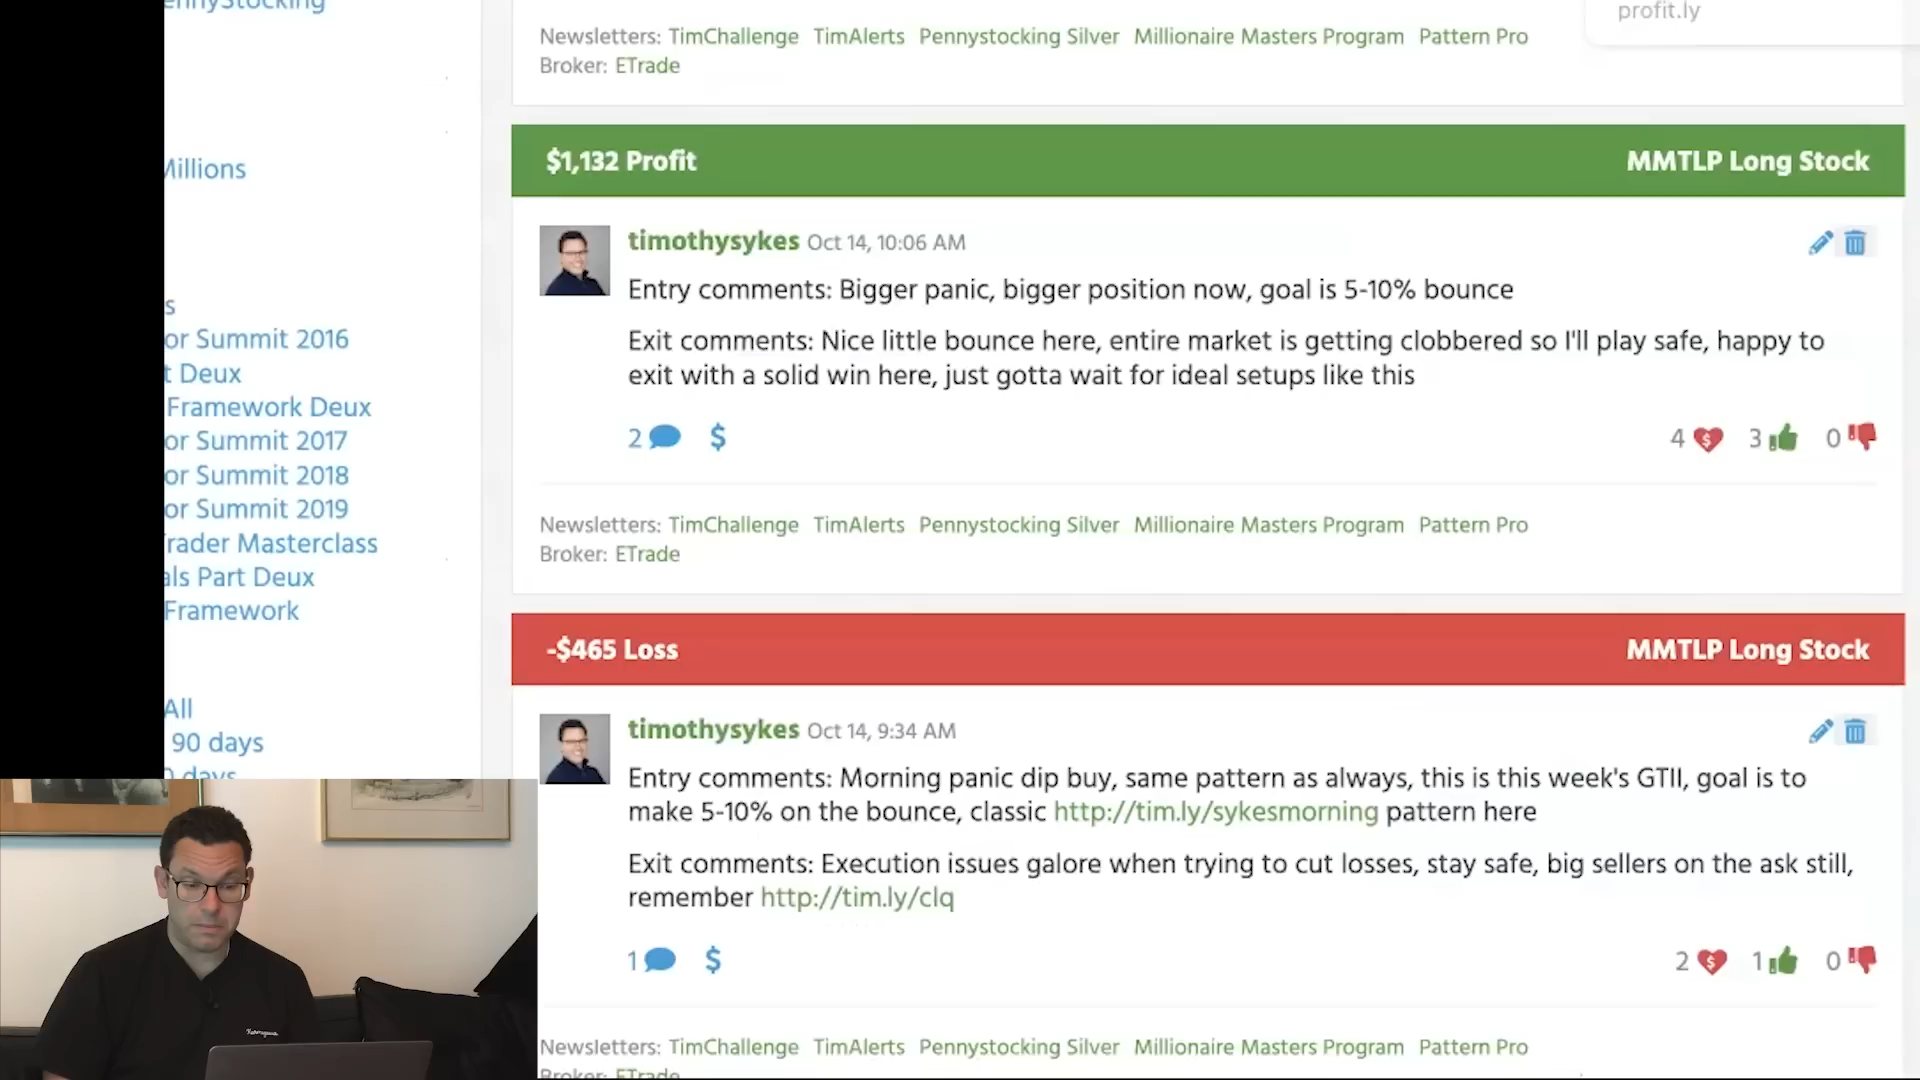 profit.ly
ennyStocking
Millions
s
or Summit 2016
t Deux
Framework Deux
or Summit 2017
or Summit 2018
or Summit 2019
rader Masterclass
als Part Deux
Framework
All
90 days
0 days
Newsletters: TimChallenge TimAlerts Pennystocking Silver Millionaire Masters Program Pattern Pro
Broker: ETrade
$1,132 Profit MMTLP Long Stock
timothysykes Oct 14, 10:06 AM
Entry comments: Bigger panic, bigger position now, goal is 5-10% bounce
Exit comments: Nice little bounce here, entire market is getting clobbered so I'll play safe, happy to
exit with a solid win here, just gotta wait for ideal setups like this
2 $ 4 $ 3 0
Newsletters: TimChallenge TimAlerts Pennystocking Silver Millionaire Masters Program Pattern Pro
Broker: ETrade
-$465 Loss MMTLP Long Stock
timothysykes Oct 14, 9:34 AM
Entry comments: Morning panic dip buy, same pattern as always, this is this week's GTII, goal is to
make 5-10% on the bounce, classic http://tim.ly/sykesmorning pattern here
Exit comments: Execution issues galore when trying to cut losses, stay safe, big sellers on the ask still,
remember http://tim.ly/clq
1 $ 2 $ 1 0
Newsletters: TimChallenge TimAlerts Pennystocking Silver Millionaire Masters Program Pattern Pro
Broker: ETrade